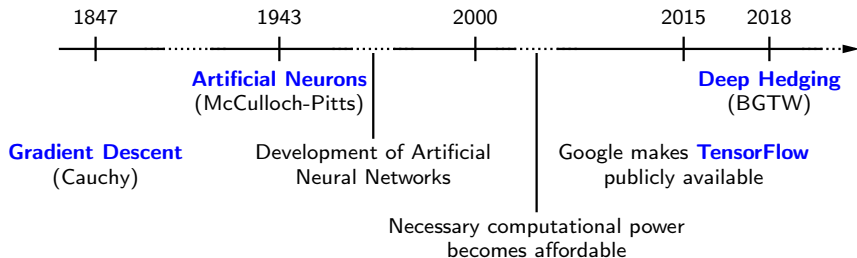 1847
1943
2000
2015
2018
Artificial Neurons
(McCulloch-Pitts)
Deep Hedging
(BGTW)
Gradient Descent
(Cauchy)
Development of Artificial
Neural Networks
Google makes TensorFlow
publicly available
Necessary computational power
becomes affordable